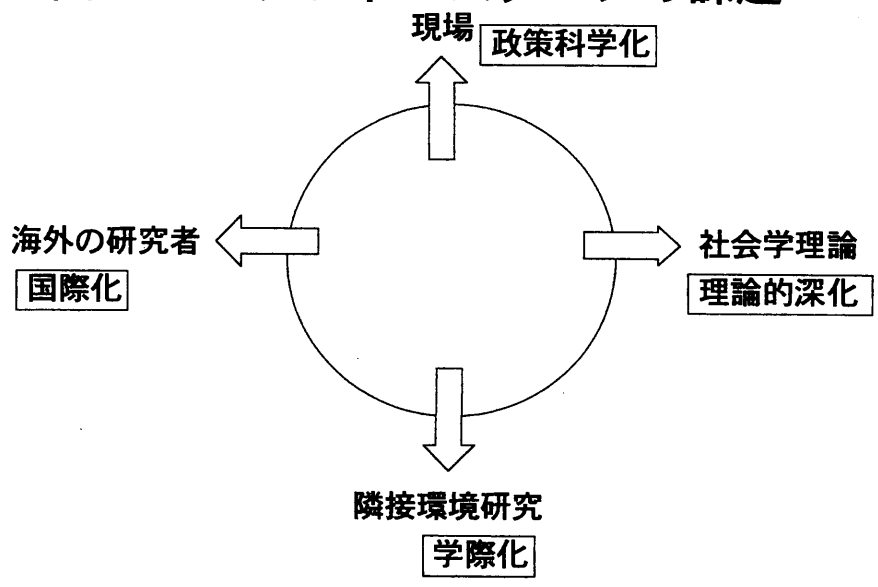 現場
政策科学化
海外の研究者
国際化
社会学理論
理論的深化
隣接環境研究
学際化